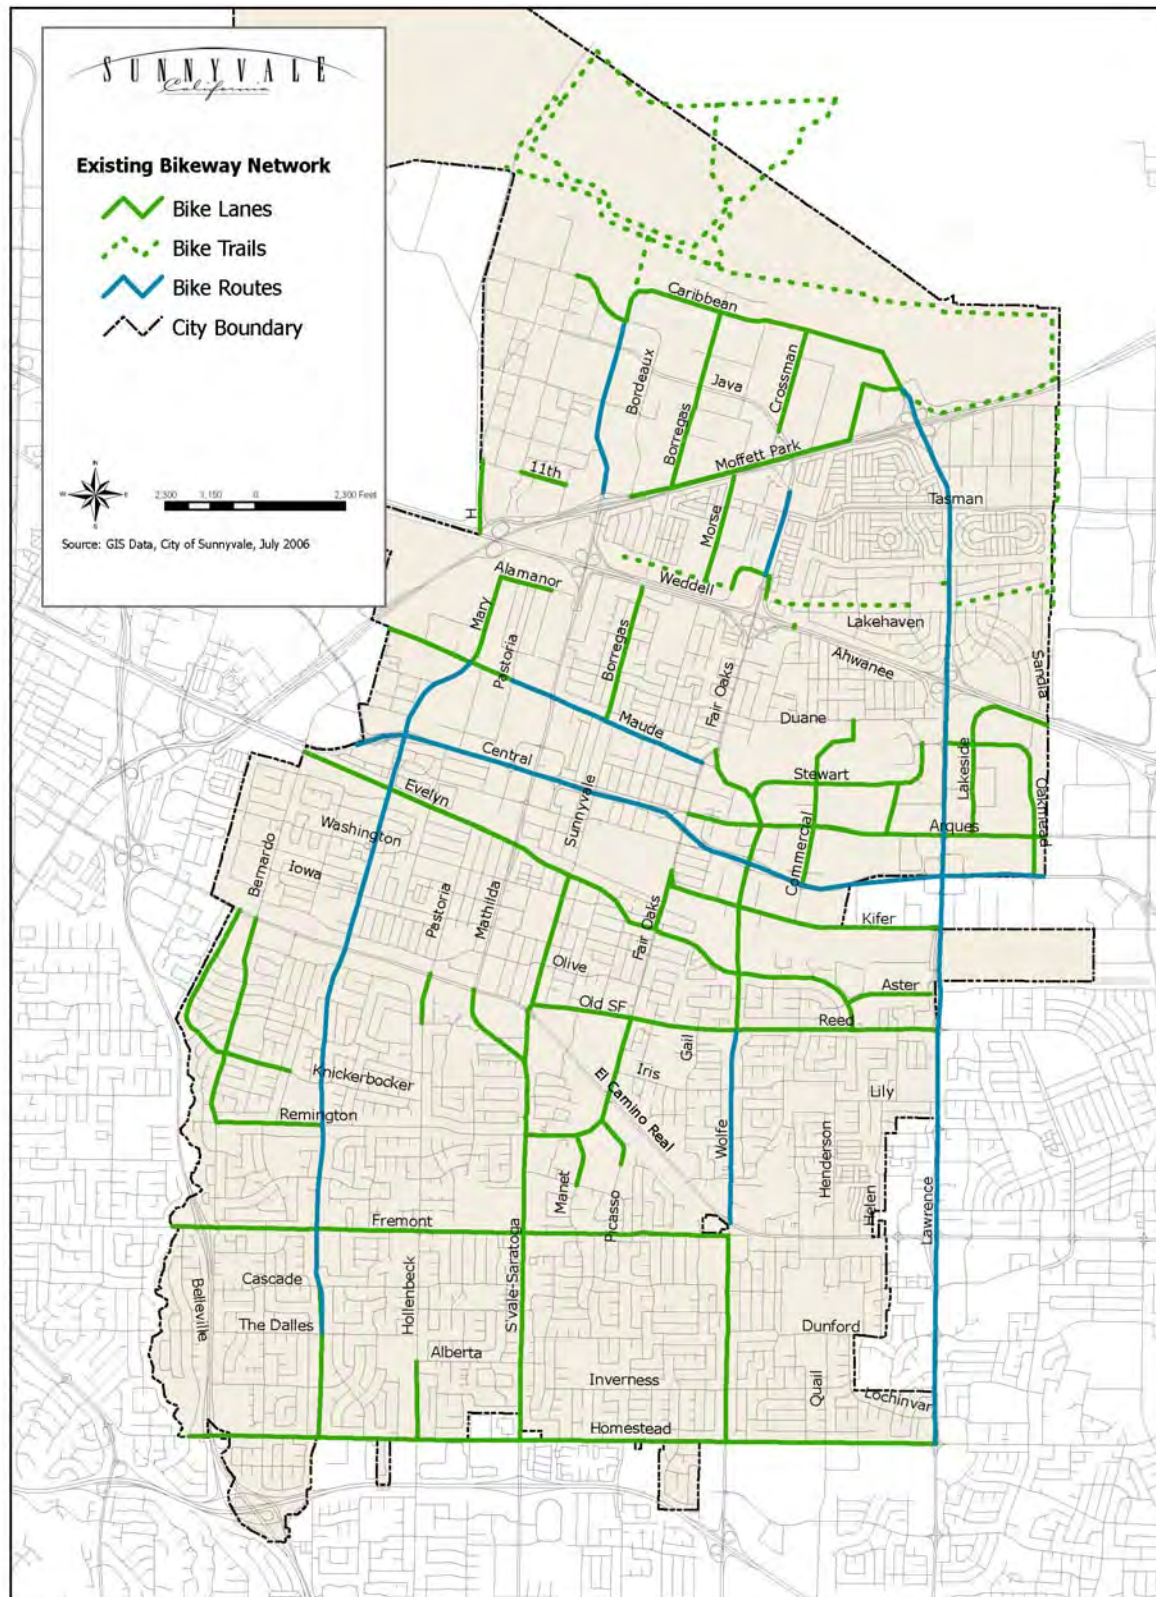 SUNNYVALE
California
Existing Bikeway Network
Bike Lanes
Bike Trails
Bike Routes
City Boundary
N
W E
S
2,300 1,150 0 2,300 Feet
Source: GIS Data, City of Sunnyvale, July 2006
Caribbean
Bordeaux
Java
Crossman
Borregas
Moffett Park
11th
H
Morse
Tasman
Alamanor
Weddell
Mary
Lakehaven
Pastoria
Borregas
Ahwanee
Sandia
Fair Oaks
Duane
Maude
Central
Lakeside
Stewart
Evelyn
Sunnyvale
Oakmead
Washington
Commercial
Arques
Bernardo
Iowa
Pastoria
Mathilda
Kifer
Fair Oaks
Olive
Aster
Old SF
Reed
Gail
Iris
Knickerbocker
El Camino Real
Lily
Remington
Wolfe
Henderson
Manet
Picasso
Helen
Lawrence
Fremont
S'vale-Saratoga
Cascade
Hollenbeck
Belleville
The Dalles
Dunford
Alberta
Inverness
Quail
Lochinvar
Homestead